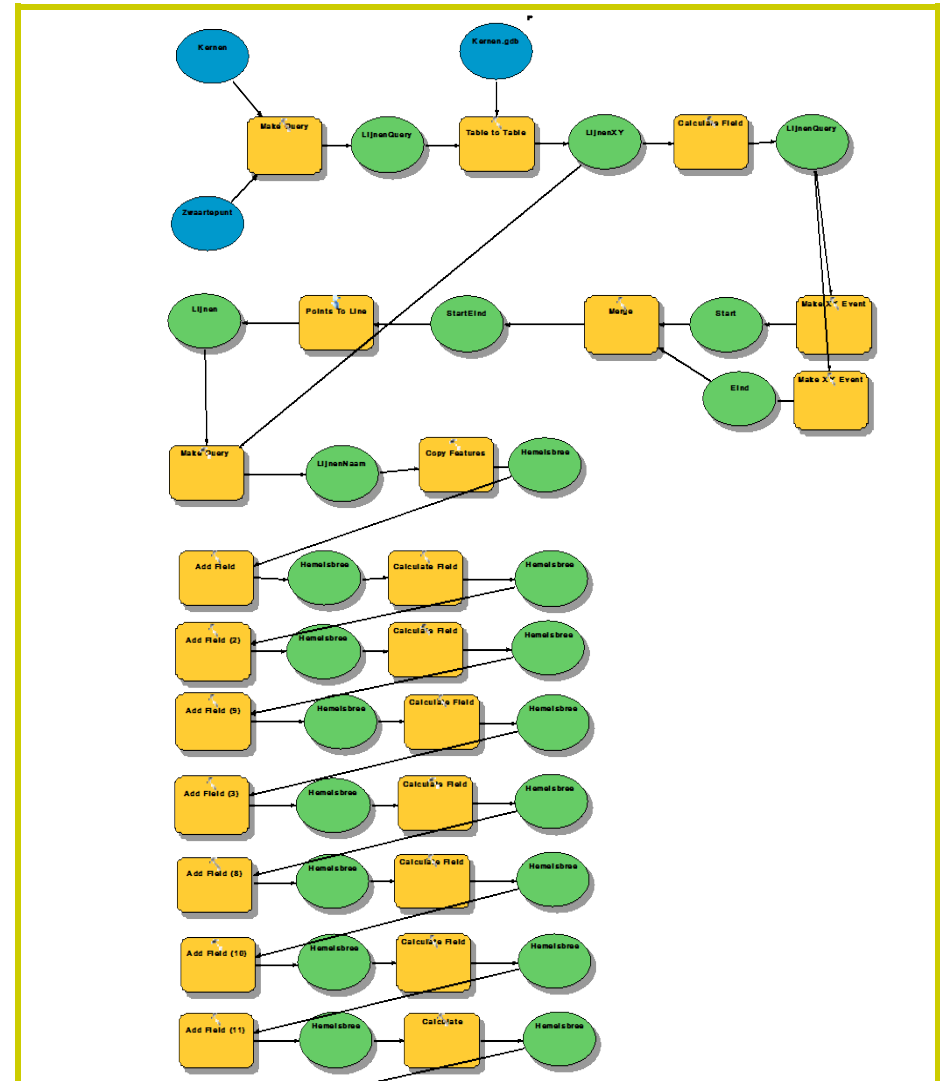 P
Kernen
Kernen.gdb
Make Query
LijnenQuery
Table to Table
LijnenXY
Calculate Field
LijnenQuery
Zwaartepunt
Lijnen
Points To Line
StartEind
Merge
Start
Make XY Event
Eind
Make XY Event
Make Query
LijnenNaam
Copy Features
Hemelsbree
Add Field
Hemelsbree
Calculate Field
Hemelsbree
Add Field (2)
Hemelsbree
Calculate Field
Hemelsbree
Add Field (9)
Hemelsbree
Calculate Field
Hemelsbree
Add Field (3)
Hemelsbree
Calculate Field
Hemelsbree
Add Field (8)
Hemelsbree
Calculate Field
Hemelsbree
Add Field (10)
Hemelsbree
Calculate Field
Hemelsbree
Add Field (11)
Hemelsbree
Calculate
Hemelsbree